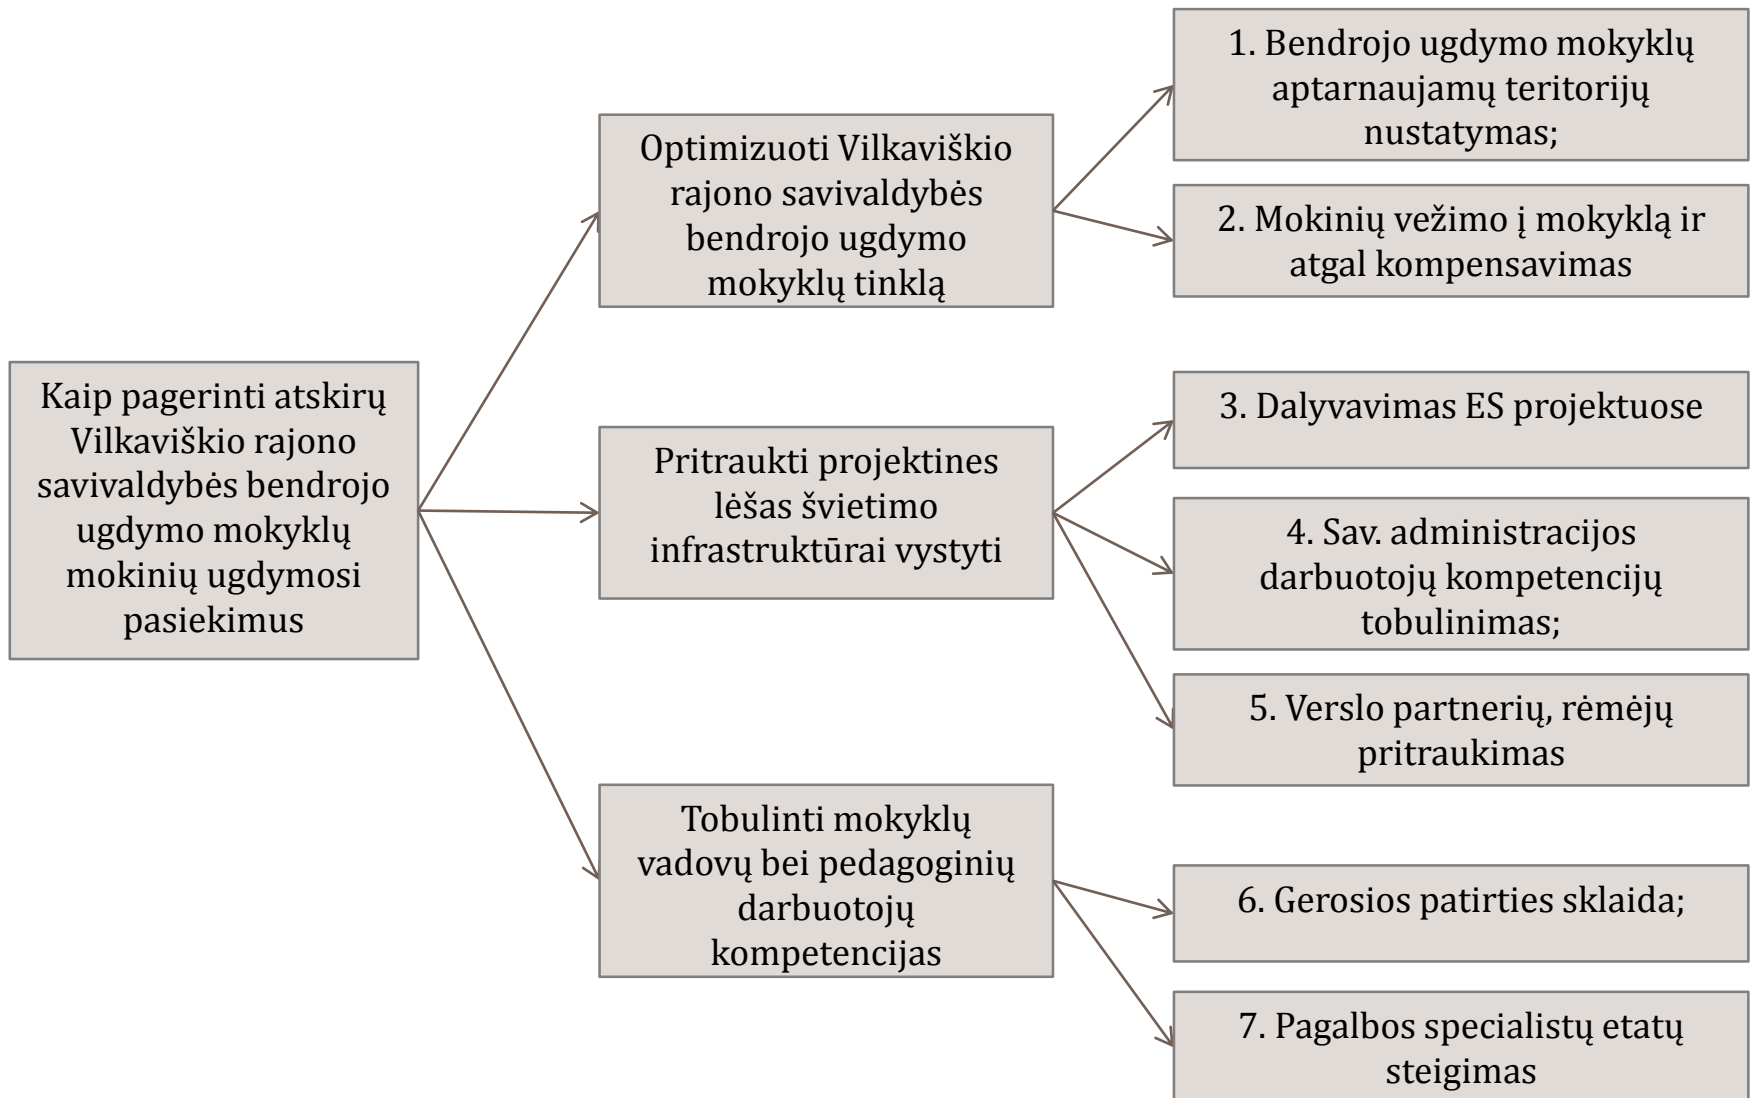 Kaip pagerinti atskirų
Vilkaviškio rajono
savivaldybės bendrojo
ugdymo mokyklų
mokinių ugdymosi
pasiekimus
Optimizuoti Vilkaviškio
rajono savivaldybės
bendrojo ugdymo
mokyklų tinklą
1. Bendrojo ugdymo mokyklų
aptarnaujamų teritorijų
nustatymas;
2. Mokinių vežimo į mokyklą ir
atgal kompensavimas
Pritraukti projektines
lėšas švietimo
infrastruktūrai vystyti
3. Dalyvavimas ES projektuose
4. Sav. administracijos
darbuotojų kompetencijų
tobulinimas;
5. Verslo partnerių, rėmėjų
pritraukimas
Tobulinti mokyklų
vadovų bei pedagoginių
darbuotojų
kompetencijas
6. Gerosios patirties sklaida;
7. Pagalbos specialistų etatų
steigimas